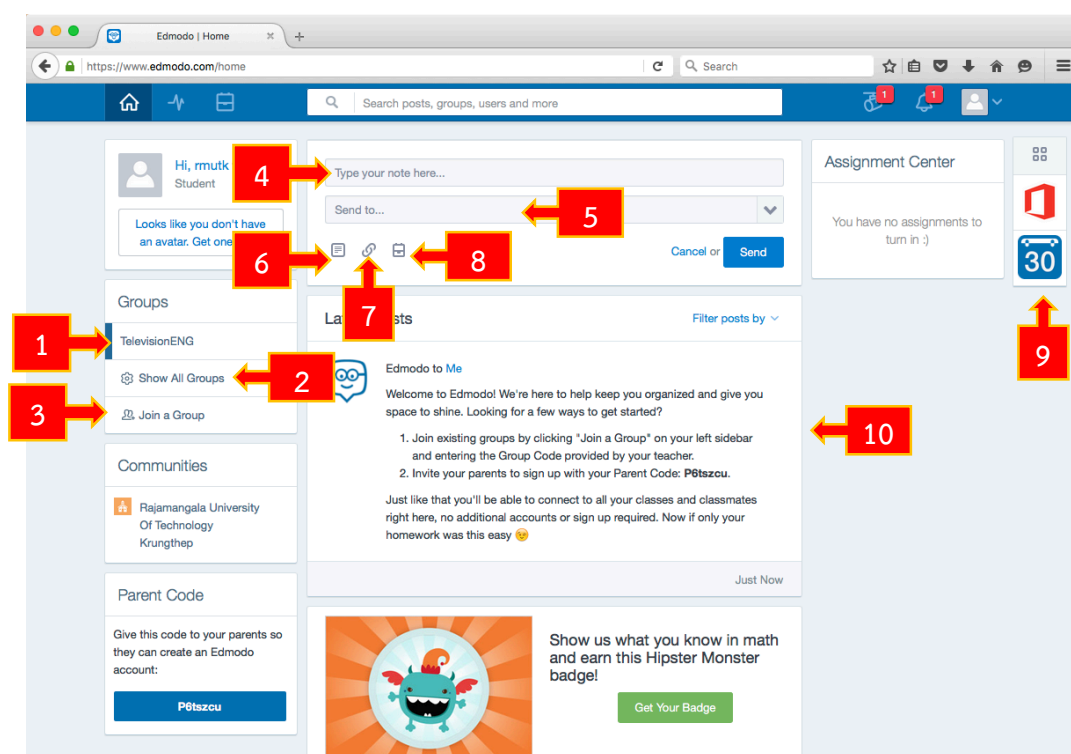 Edmodo | Home
https://www.edmodo.com/home
Search
Search posts, groups, users and more
1
1
Hi, rmutk
Student
Looks like you don't have
an avatar. Get one
4
Type your note here...
Send to...
5
6
7
8
Cancel or
Send
Assignment Center
You have no assignments to
turn in :)
30
9
Groups
1
TelevisionENG
Show All Groups
2
3
Join a Group
Communities
Rajamangala University
Of Technology
Krungthep
Parent Code
Give this code to your parents so
they can create an Edmodo
account:
P6tszcu
La sts
Filter posts by
Edmodo to Me
Welcome to Edmodo! We're here to help keep you organized and give you
space to shine. Looking for a few ways to get started?
1. Join existing groups by clicking "Join a Group" on your left sidebar
and entering the Group Code provided by your teacher.
2. Invite your parents to sign up with your Parent Code: P6tszcu.
Just like that you'll be able to connect to all your classes and classmates
right here, no additional accounts or sign up required. Now if only your
homework was this easy 😉
10
Just Now
Show us what you know in math
and earn this Hipster Monster
badge!
Get Your Badge